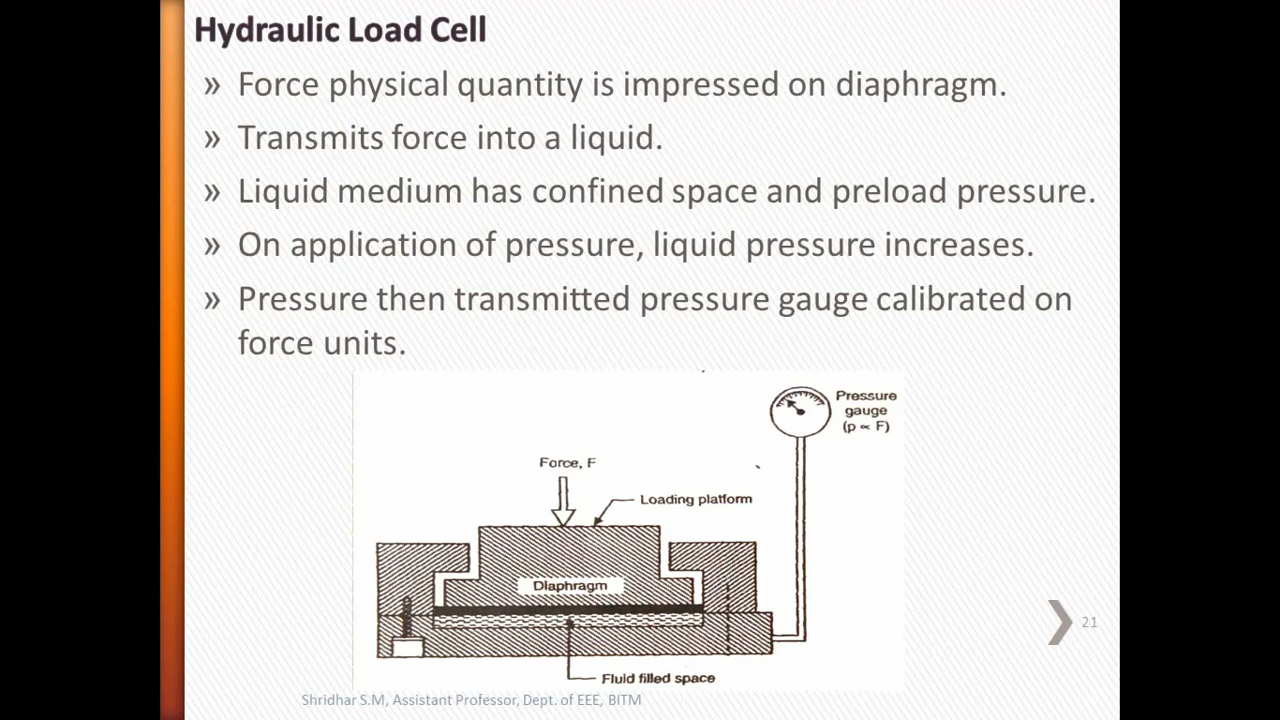 Hydraulic Load Cell
» Force physical quantity is impressed on diaphragm.
» Transmits force into a liquid.
» Liquid medium has confined space and preload pressure.
» On application of pressure, liquid pressure increases.
» Pressure then transmitted pressure gauge calibrated on
force units.
Pressure
gauge
(p ∝ F)
Force, F
Loading platform
Diaphragm
21
Fluid filled space
Shridhar S.M, Assistant Professor, Dept. of EEE, BITM